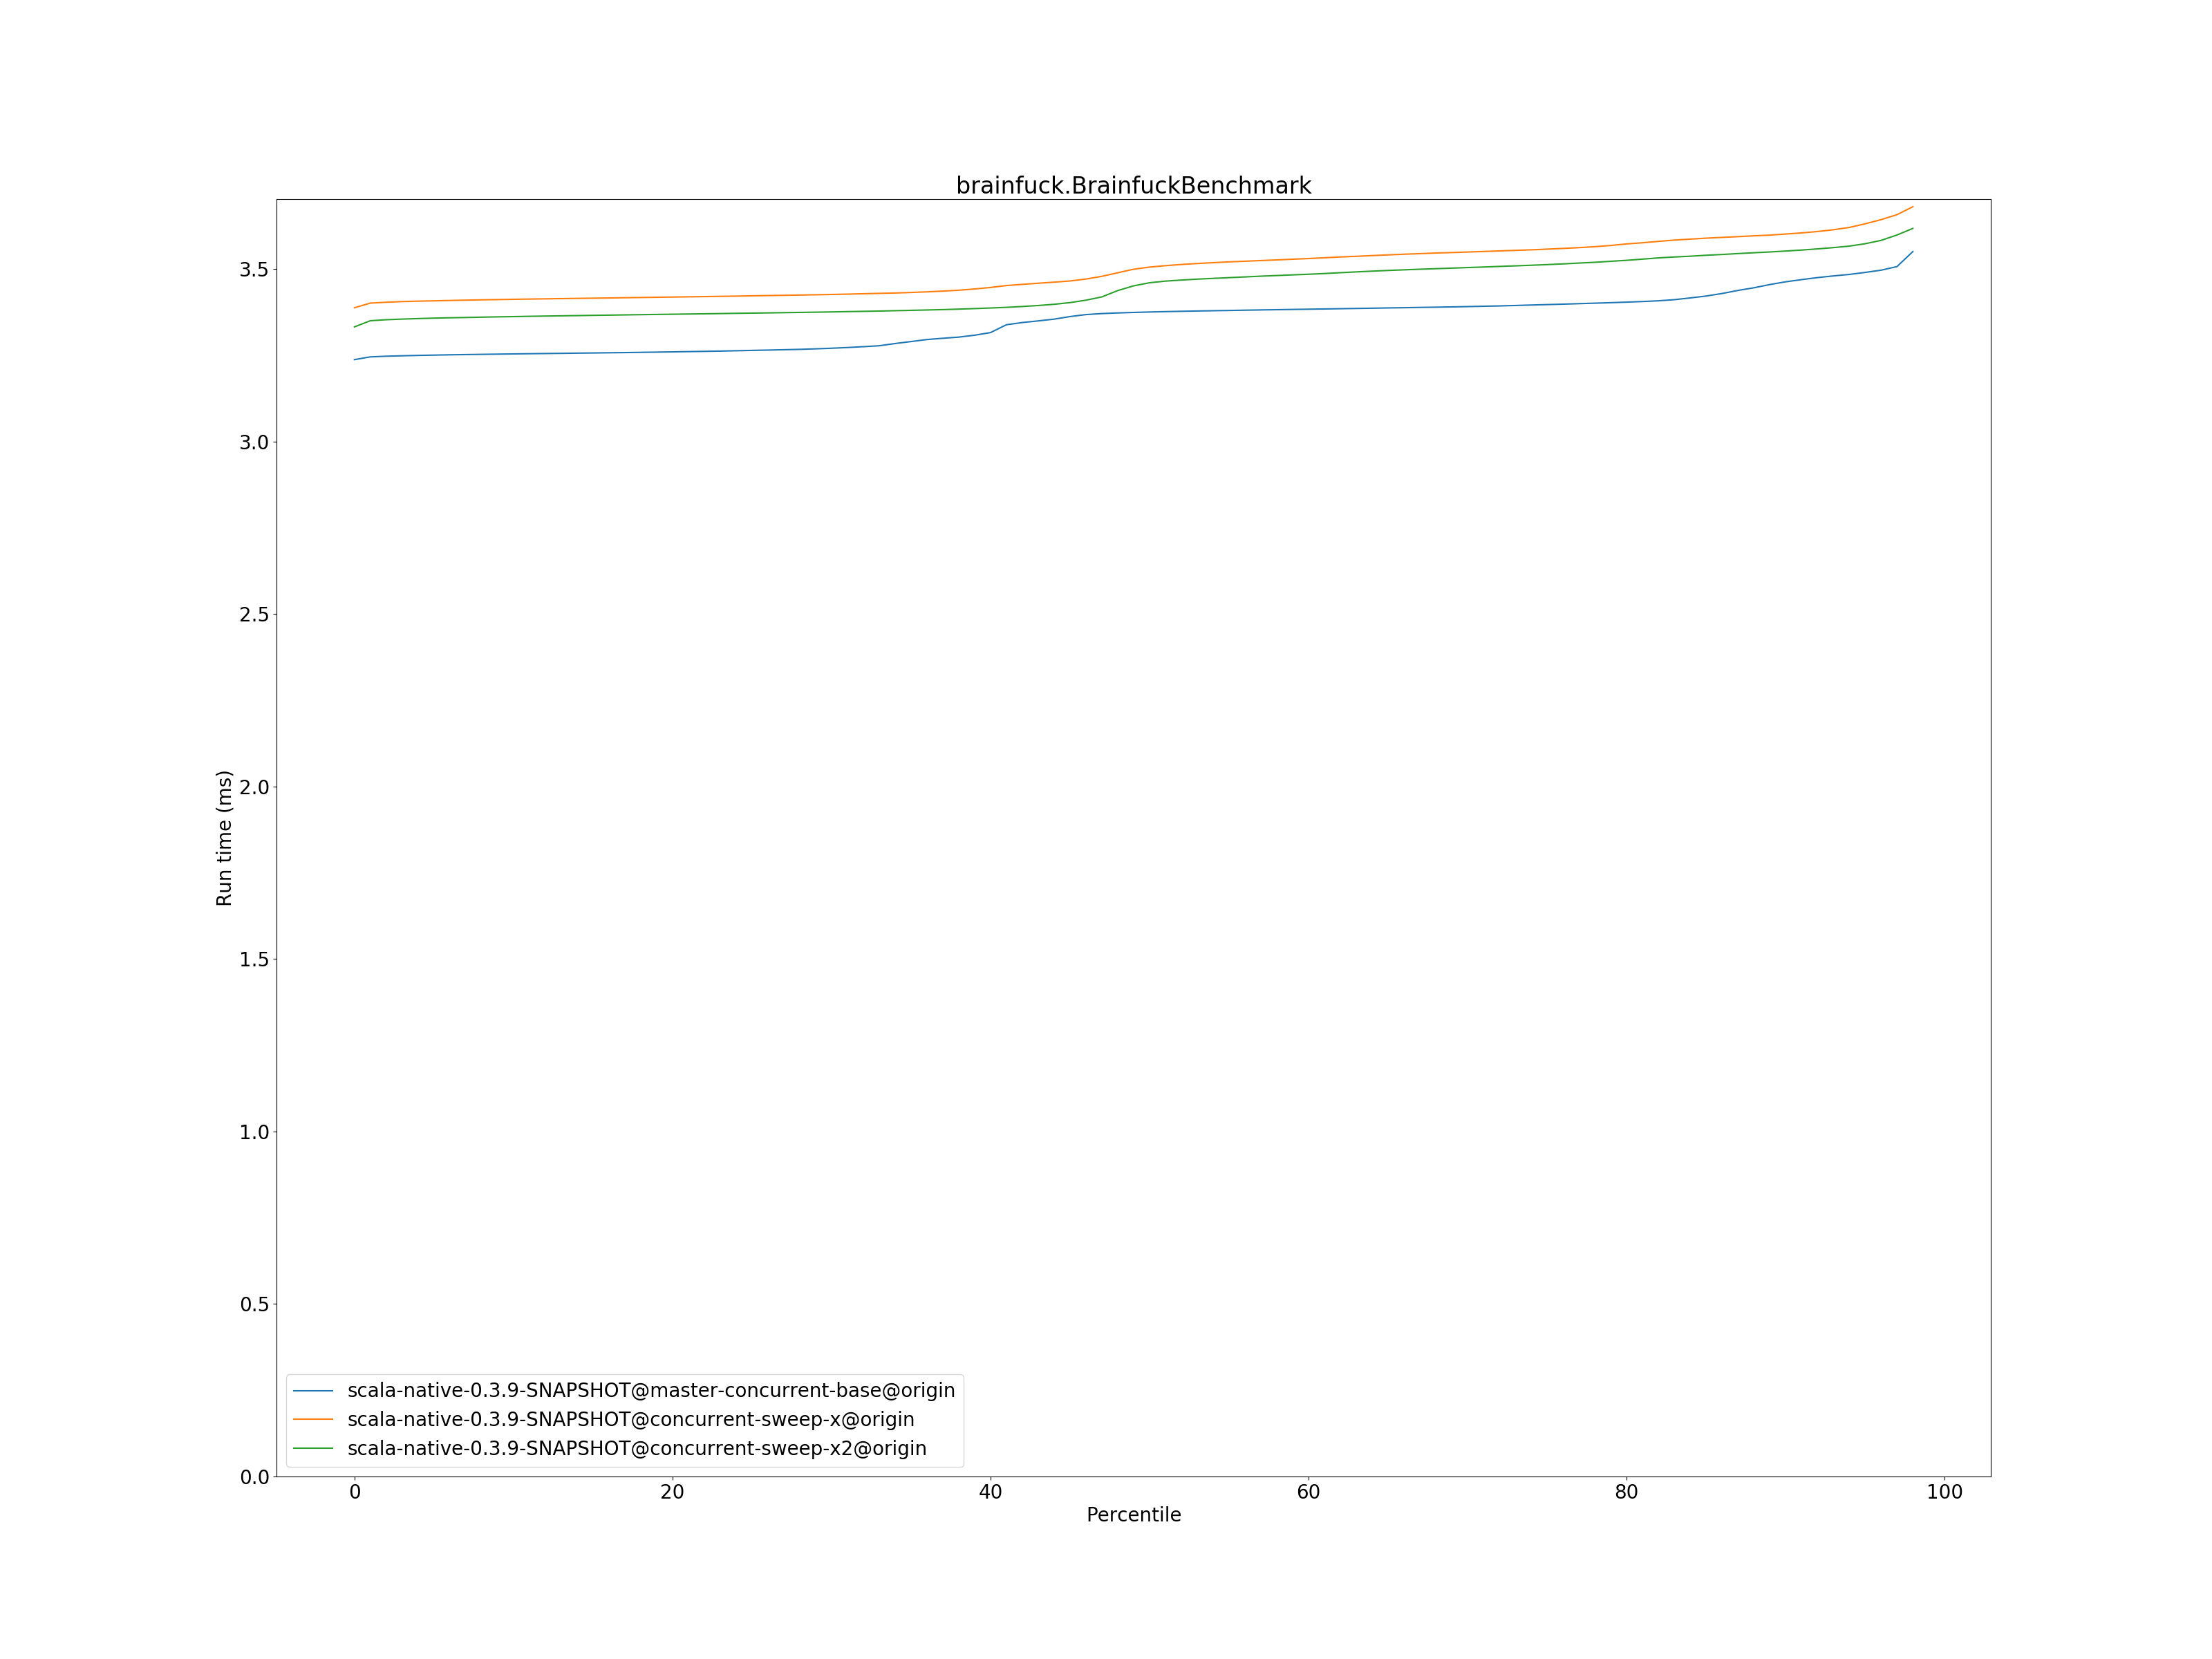 brainfuck.BrainfuckBenchmark
Run time (ms)
3.5
3.0
2.5
2.0
1.5
1.0
0.5
0.0
scala-native-0.3.9-SNAPSHOT@master-concurrent-base@origin
scala-native-0.3.9-SNAPSHOT@concurrent-sweep-x@origin
scala-native-0.3.9-SNAPSHOT@concurrent-sweep-x2@origin
0 20 40 60 80 100
Percentile